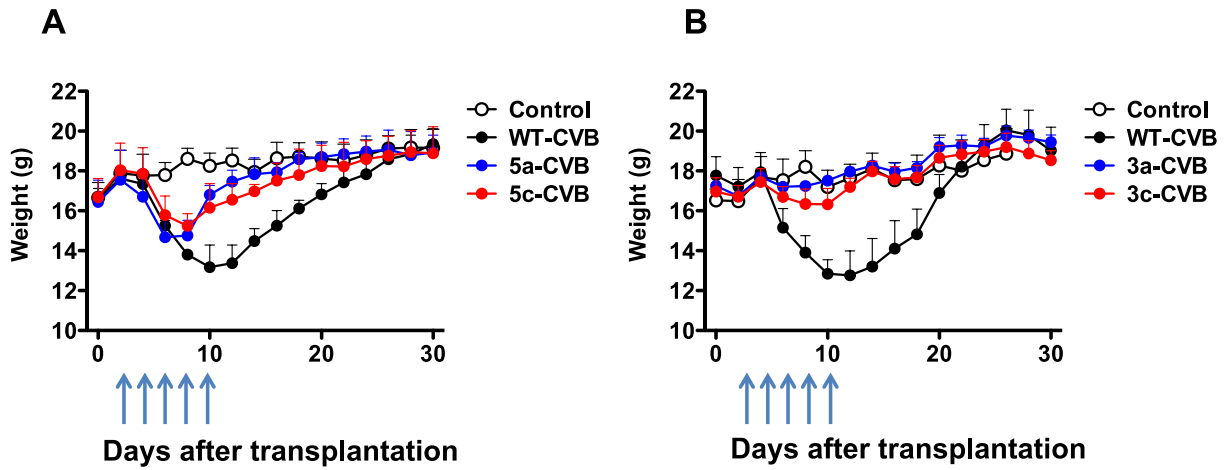 A
22
20
18
16
14
12
10
Weight (g)
0
10
20
30
Days after transplantation
Control
WT-CVB
5a-CVB
5c-CVB
B
22
20
18
16
14
12
10
Weight (g)
0
10
20
30
Days after transplantation
Control
WT-CVB
3a-CVB
3c-CVB